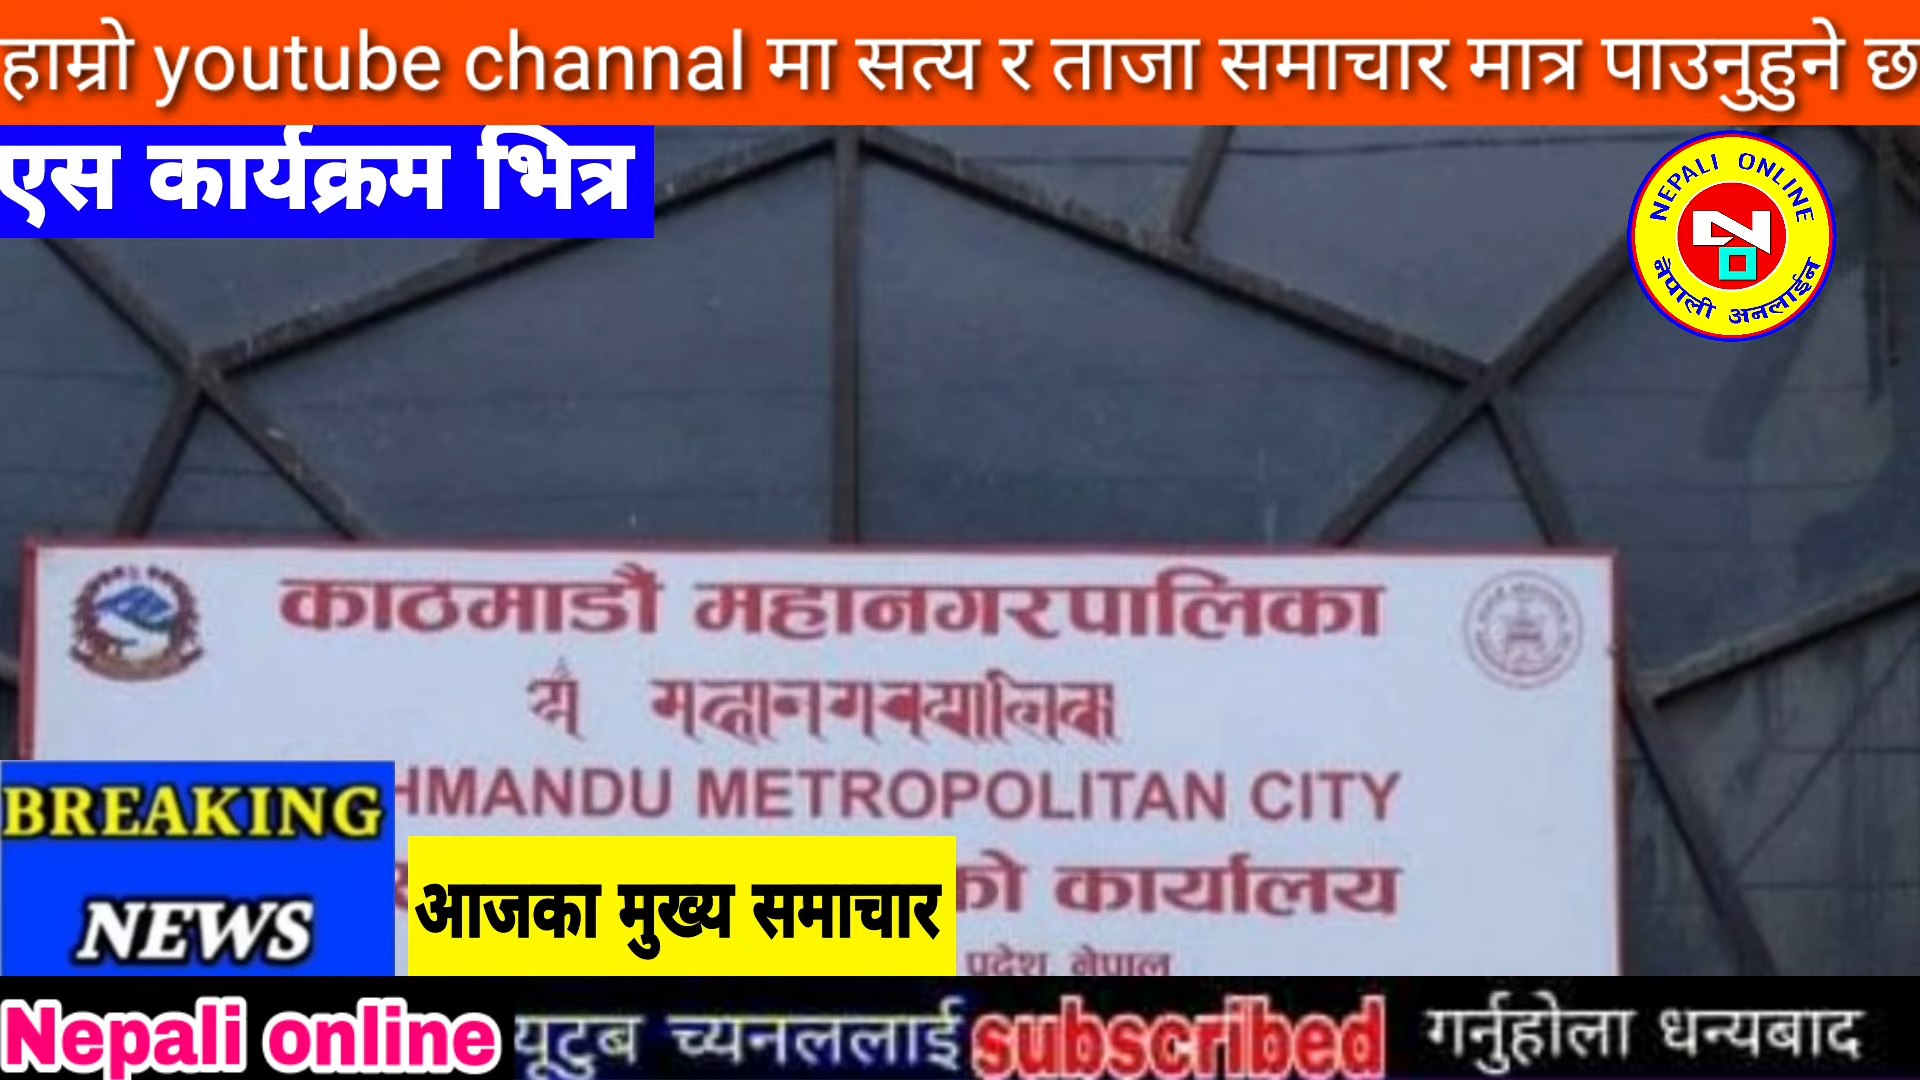 हाम्रो youtube channal मा सत्य र ताजा समाचार मात्र पाउनुहुने छ
एस कार्यक्रम भित्र
NEPALI ONLINE
नेपाली अनलाईन
काठमाडौं महानगरपालिका
HMANDU METROPOLITAN CITY
को कार्यालय
प्रदेश, नेपाल
BREAKING
NEWS
आजका मुख्य समाचार
Nepali online यूटुब च्यनललाई subscribed गर्नुहोला धन्यबाद